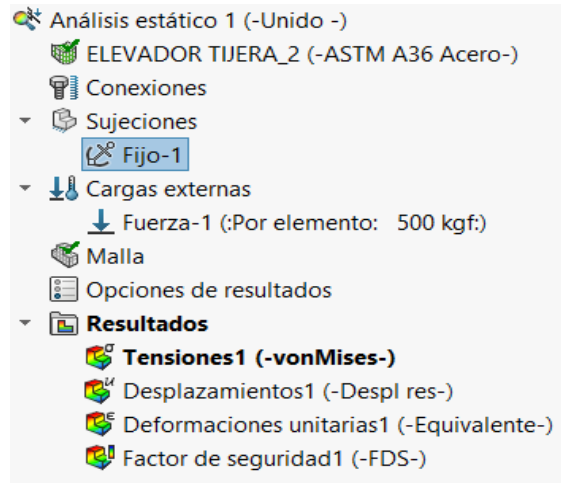 Análisis estático 1 (-Unido -)
ELEVADOR TIJERA_2 (-ASTM A36 Acero-)
Conexiones
Sujeciones
Fijo-1
Cargas externas
Fuerza-1 (:Por elemento: 500 kgf:)
Malla
Opciones de resultados
Resultados
Tensiones1 (-vonMises-)
Desplazamientos1 (-Despl res-)
Deformaciones unitarias1 (-Equivalente-)
Factor de seguridad1 (-FDS-)